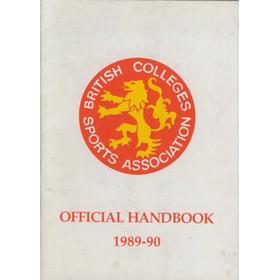 BRITISH COLLEGES
SPORTS ASSOCIATION
OFFICIAL HANDBOOK
1989-90